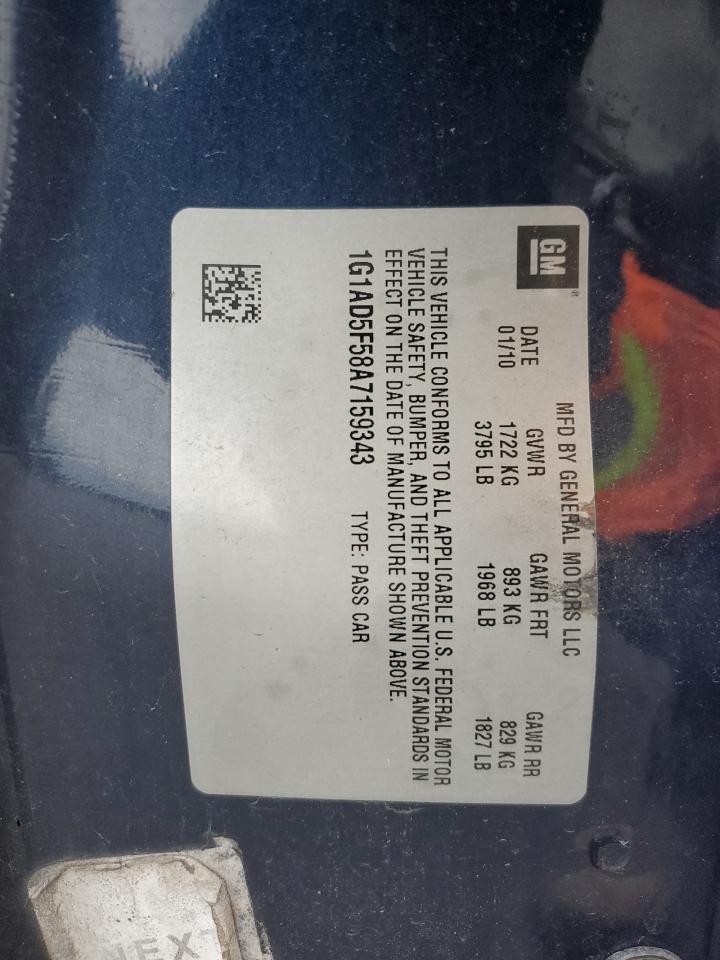 GM
MFD BY GENERAL MOTORS LLC
DATE GVWR GAWR FRT GAWR RR
01/10 1722 KG 893 KG 829 KG
3795 LB 1968 LB 1827 LB
THIS VEHICLE CONFORMS TO ALL APPLICABLE U.S. FEDERAL MOTOR
VEHICLE SAFETY, BUMPER, AND THEFT PREVENTION STANDARDS IN
EFFECT ON THE DATE OF MANUFACTURE SHOWN ABOVE.
1G1AD5F58A7159343 TYPE: PASS CAR
NEXT